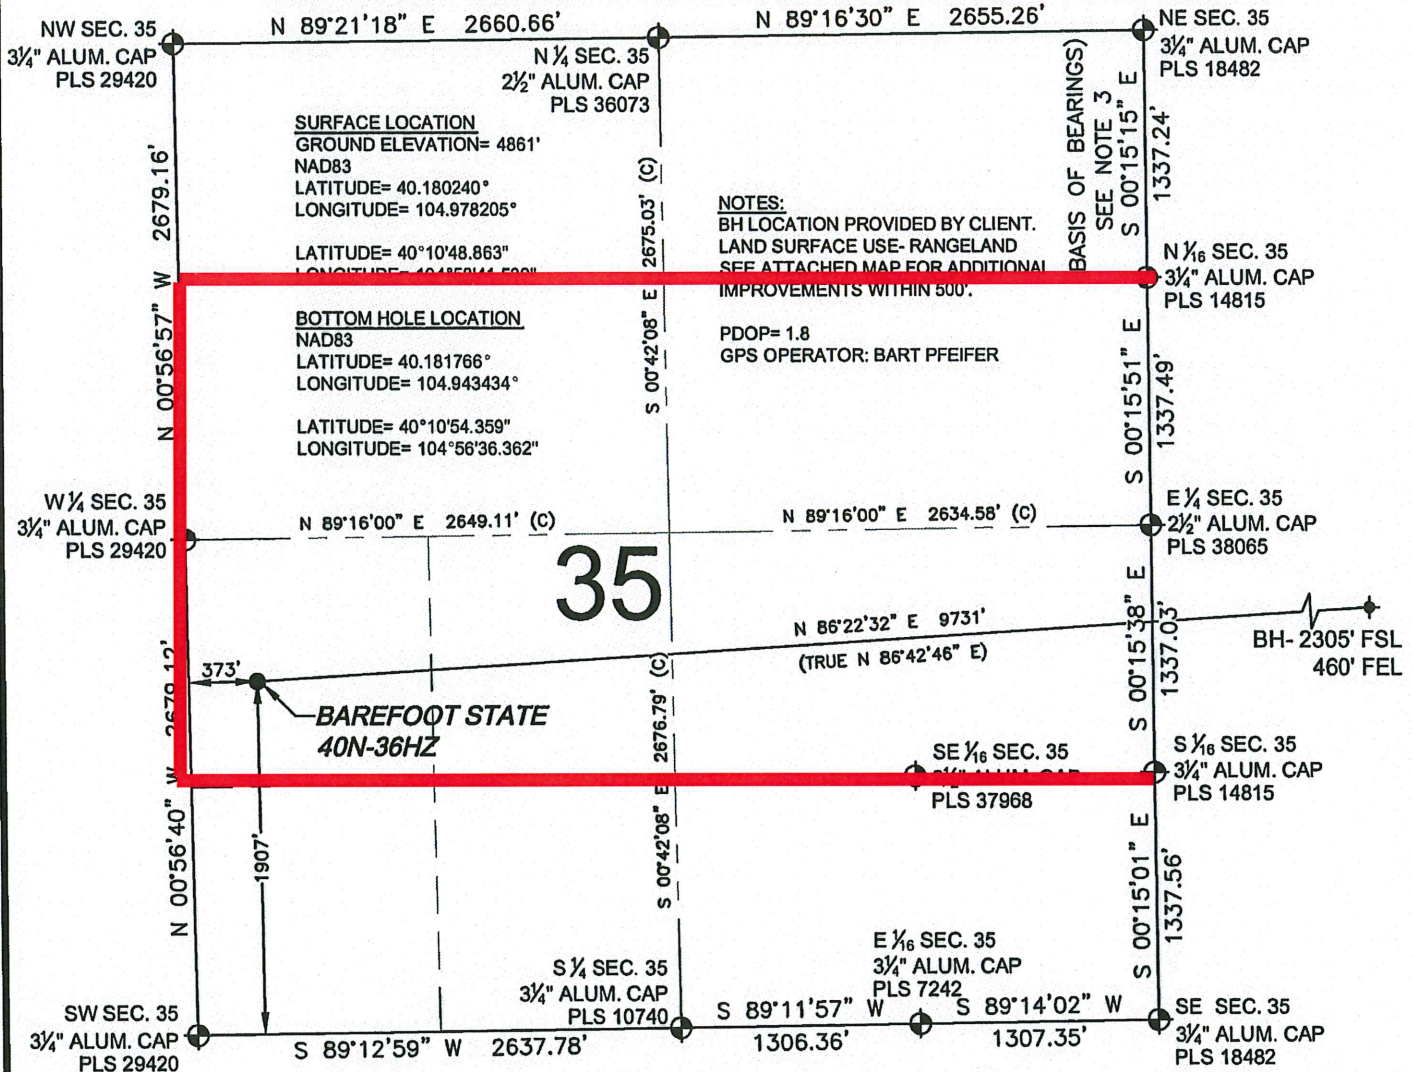 NW SEC. 35
3¼" ALUM. CAP
PLS 29420
N 89°21'18" E 2660.66'
N ¼ SEC. 35
2½" ALUM. CAP
PLS 36073
N 89°16'30" E 2655.26'
NE SEC. 35
3¼" ALUM. CAP
PLS 18482
SURFACE LOCATION
GROUND ELEVATION= 4861'
NAD83
LATITUDE= 40.180240°
LONGITUDE= 104.978205°
LATITUDE= 40°10'48.863"
2679.16'
N 00°56'57" W
S 00°42'08" E 2675.03' (C)
NOTES:
BH LOCATION PROVIDED BY CLIENT.
LAND SURFACE USE- RANGELAND
SEE ATTACHED MAP FOR ADDITIONAL
IMPROVEMENTS WITHIN 500'.
PDOP= 1.8
GPS OPERATOR: BART PFEIFER
BASIS OF BEARINGS)
SEE NOTE 3
S 00°15'15" E
1337.24'
N 1/16 SEC. 35
3¼" ALUM. CAP
PLS 14815
BOTTOM HOLE LOCATION
NAD83
LATITUDE= 40.181766°
LONGITUDE= 104.943434°
LATITUDE= 40°10'54.359"
LONGITUDE= 104°56'36.362"
S 00°15'51" E
1337.49'
W ¼ SEC. 35
3¼" ALUM. CAP
PLS 29420
N 89°16'00" E 2649.11' (C)
N 89°16'00" E 2634.58' (C)
E ¼ SEC. 35
2½" ALUM. CAP
PLS 38065
35
N 86°22'32" E 9731'
(TRUE N 86°42'46" E)
BH- 2305' FSL
460' FEL
S 00°15'38" E
1337.03'
373'
2679.12'
BAREFOOT STATE
40N-36HZ
S 00°42'08" E 2676.79' (C)
SE 1/16 SEC. 35
ALUM. CAP
PLS 37968
S 1/16 SEC. 35
3¼" ALUM. CAP
PLS 14815
N 00°56'40" W
1907'
S 00°15'01" E
1337.56'
E 1/16 SEC. 35
3¼" ALUM. CAP
PLS 7242
S ¼ SEC. 35
3¼" ALUM. CAP
PLS 10740
SW SEC. 35
3¼" ALUM. CAP
PLS 29420
S 89°12'59" W 2637.78'
S 89°11'57" W
1306.36'
S 89°14'02" W
1307.35'
SE SEC. 35
3¼" ALUM. CAP
PLS 18482